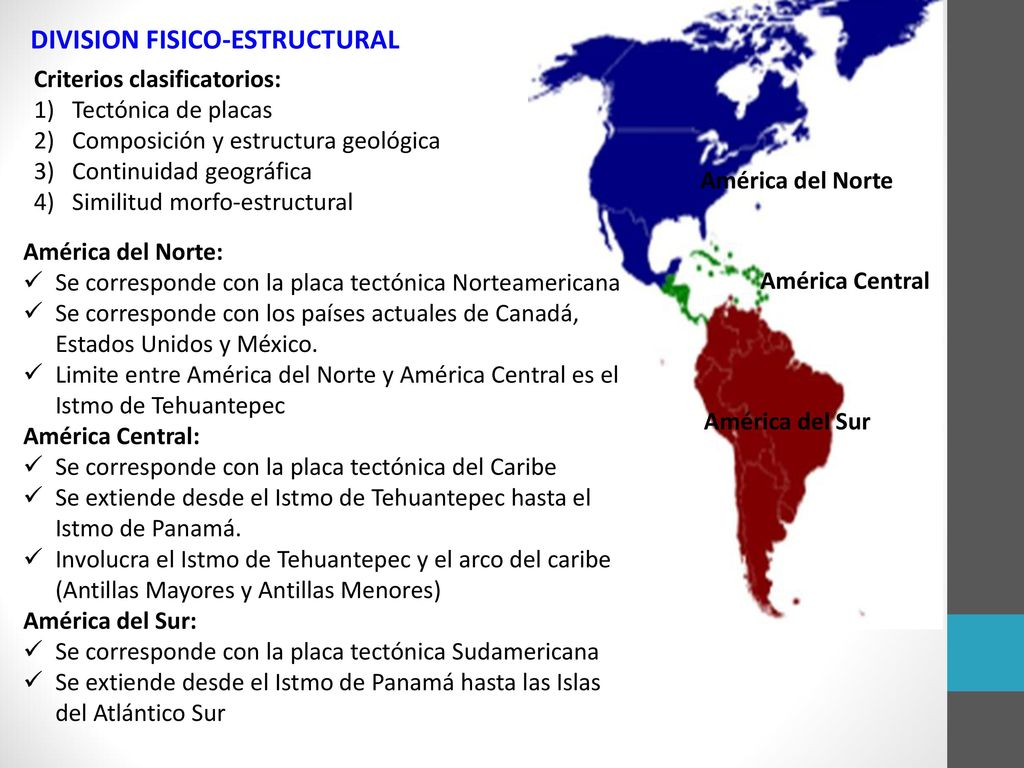 DIVISION FISICO-ESTRUCTURAL
Criterios clasificatorios:
1) Tectónica de placas
2) Composición y estructura geológica
3) Continuidad geográfica
4) Similitud morfo-estructural
América del Norte:
✓ Se corresponde con la placa tectónica Norteamericana
✓ Se corresponde con los países actuales de Canadá,
Estados Unidos y México.
✓ Limite entre América del Norte y América Central es el
Istmo de Tehuantepec
América Central:
✓ Se corresponde con la placa tectónica del Caribe
✓ Se extiende desde el Istmo de Tehuantepec hasta el
Istmo de Panamá.
✓ Involucra el Istmo de Tehuantepec y el arco del caribe
(Antillas Mayores y Antillas Menores)
América del Sur:
✓ Se corresponde con la placa tectónica Sudamericana
✓ Se extiende desde el Istmo de Panamá hasta las Islas
del Atlántico Sur
América del Norte
América Central
América del Sur